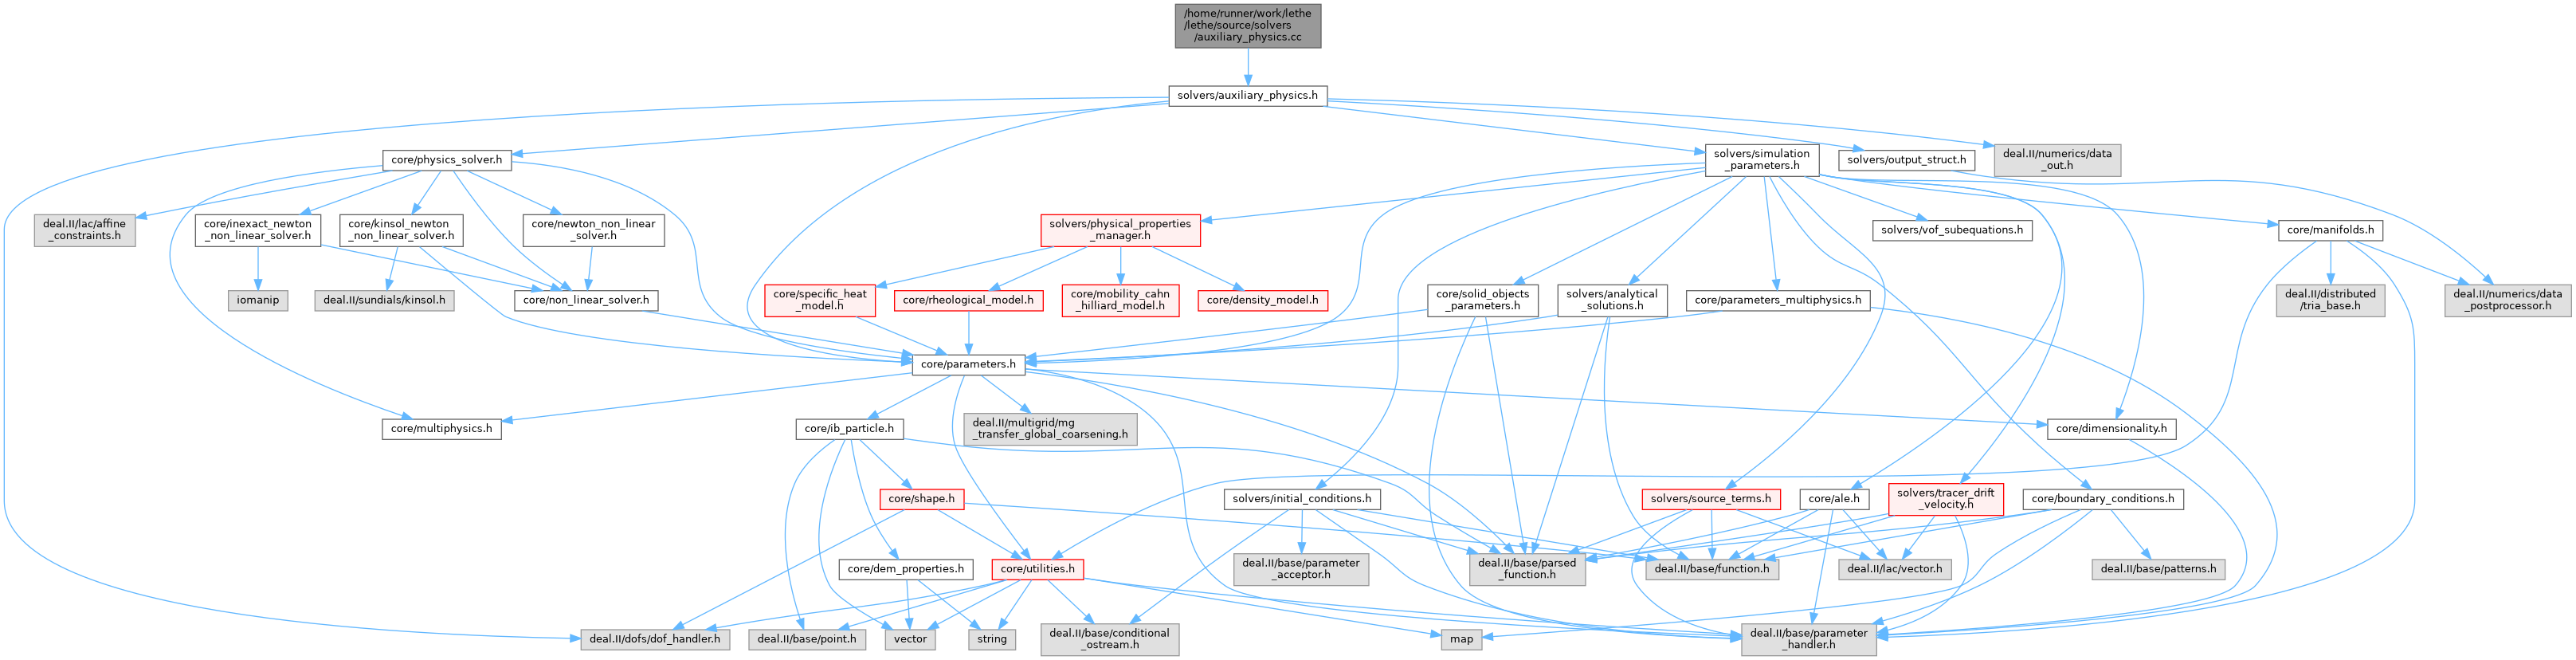 /home/runner/work/lethe
/lethe/source/solvers
/auxiliary_physics.cc
solvers/auxiliary_physics.h
core/physics_solver.h
solvers/simulation
_parameters.h
solvers/output_struct.h
deal.II/numerics/data
_out.h
deal.II/lac/affine
_constraints.h
core/inexact_newton
_non_linear_solver.h
core/kinsol_newton
_non_linear_solver.h
core/newton_non_linear
_solver.h
solvers/physical_properties
_manager.h
solvers/vof_subequations.h
core/manifolds.h
iomanip
deal.II/sundials/kinsol.h
core/non_linear_solver.h
core/specific_heat
_model.h
core/rheological_model.h
core/mobility_cahn
_hilliard_model.h
core/density_model.h
core/solid_objects
_parameters.h
solvers/analytical
_solutions.h
core/parameters_multiphysics.h
deal.II/distributed
/tria_base.h
deal.II/numerics/data
_postprocessor.h
core/parameters.h
core/multiphysics.h
core/ib_particle.h
deal.II/multigrid/mg
_transfer_global_coarsening.h
core/dimensionality.h
core/shape.h
solvers/initial_conditions.h
solvers/source_terms.h
core/ale.h
solvers/tracer_drift
_velocity.h
core/boundary_conditions.h
core/dem_properties.h
core/utilities.h
deal.II/base/parameter
_acceptor.h
deal.II/base/parsed
_function.h
deal.II/base/function.h
deal.II/lac/vector.h
deal.II/base/patterns.h
deal.II/dofs/dof_handler.h
deal.II/base/point.h
vector
string
deal.II/base/conditional
_ostream.h
map
deal.II/base/parameter
_handler.h